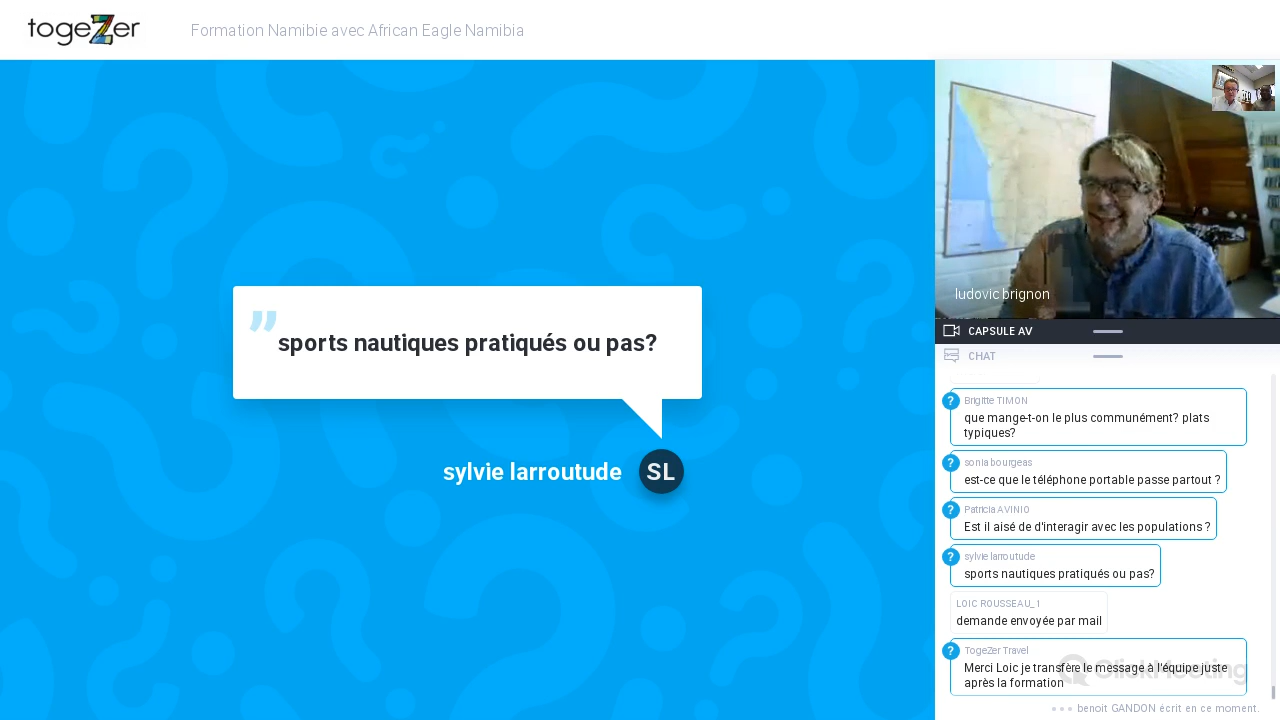 togeZer
Formation Namibie avec African Eagle Namibia
” sports nautiques pratiqués ou pas?
sylvie larroutude
SL
ludovic brignon
CAPSULE AV
CHAT
? Brigitte TIMON
que mange-t-on le plus communément? plats
typiques?
? sonia bourgeas
est-ce que le téléphone portable passe partout ?
? Patricia AVINIO
Est il aisé de d'interagir avec les populations ?
? sylvie larroutude
sports nautiques pratiqués ou pas?
LOIC ROUSSEAU_1
demande envoyée par mail
? TogeZer Travel
Merci Loic je transfère le message à l'équipe juste
après la formation
ClickMeeting
benoit GANDON écrit en ce moment.